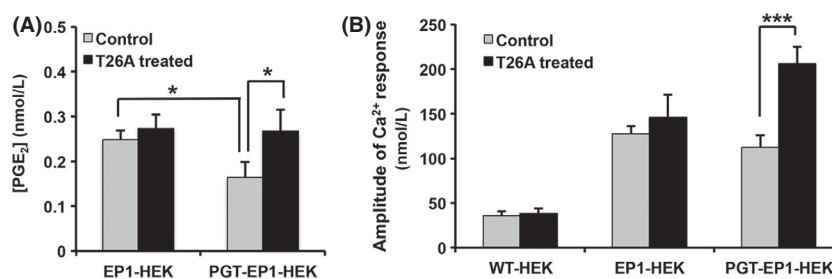 (A)
0.5
0.4
0.3
0.2
0.1
0
[PGE₂] (nmol/L)
Control
T26A treated
*
*
EP1-HEK
PGT-EP1-HEK
(B)
250
200
150
100
50
0
Amplitude of Ca²⁺ response
(nmol/L)
Control
T26A treated
***
WT-HEK
EP1-HEK
PGT-EP1-HEK